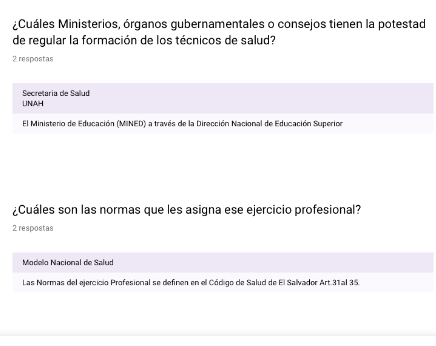 ¿Cuáles Ministerios, órganos gubernamentales o consejos tienen la potestad
de regular la formación de los técnicos de salud?
2 respostas
Secretaria de Salud
UNAH
El Ministerio de Educación (MINED) a través de la Dirección Nacional de Educación Superior
¿Cuáles son las normas que les asigna ese ejercicio profesional?
2 respostas
Modelo Nacional de Salud
Las Normas del ejercicio Profesional se definen en el Código de Salud de El Salvador Art.31al 35.